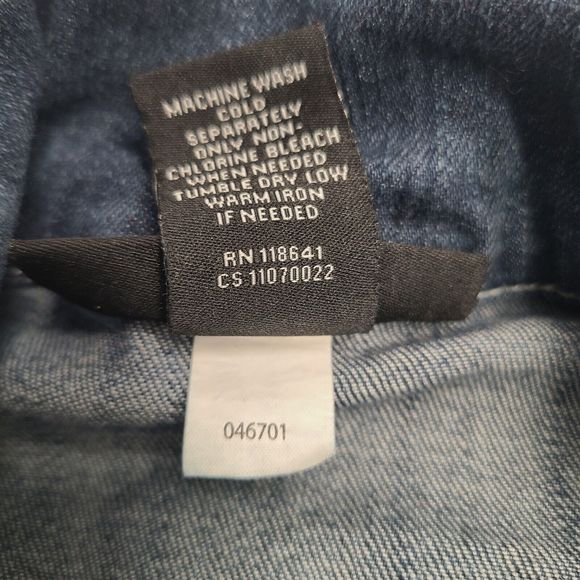 MACHINE WASH
COLD
SEPARATELY
ONLY NON-
CHLORINE BLEACH
WHEN NEEDED
TUMBLE DRY LOW
WARM IRON
IF NEEDED
RN 118641
CS 11070022
046701